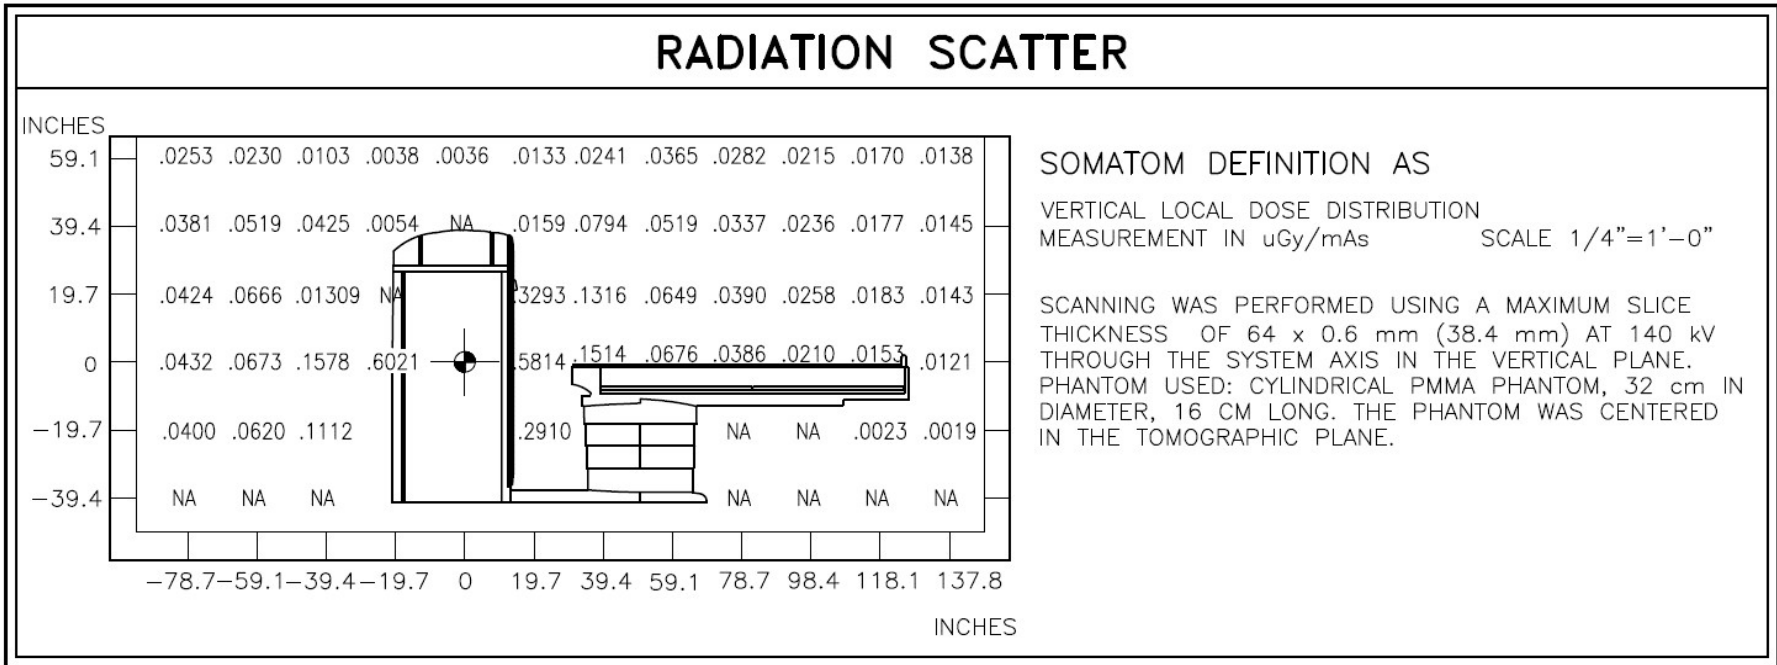 RADIATION SCATTER
INCHES
59.1 .0253 .0230 .0103 .0038 .0036 .0133 .0241 .0365 .0282 .0215 .0170 .0138
39.4 .0381 .0519 .0425 .0054 NA .0159 .0794 .0519 .0337 .0236 .0177 .0145
19.7 .0424 .0666 .01309 NA .3293 .1316 .0649 .0390 .0258 .0183 .0143
0 .0432 .0673 .1578 .6021 .5814 .1514 .0676 .0386 .0210 .0153 .0121
-19.7 .0400 .0620 .1112 .2910 NA NA .0023 .0019
-39.4 NA NA NA NA NA NA NA
-78.7 -59.1 -39.4 -19.7 0 19.7 39.4 59.1 78.7 98.4 118.1 137.8
INCHES
SOMATOM DEFINITION AS
VERTICAL LOCAL DOSE DISTRIBUTION
MEASUREMENT IN uGy/mAs SCALE 1/4"=1'-0"
SCANNING WAS PERFORMED USING A MAXIMUM SLICE
THICKNESS OF 64 x 0.6 mm (38.4 mm) AT 140 kV
THROUGH THE SYSTEM AXIS IN THE VERTICAL PLANE.
PHANTOM USED: CYLINDRICAL PMMA PHANTOM, 32 cm IN
DIAMETER, 16 CM LONG. THE PHANTOM WAS CENTERED
IN THE TOMOGRAPHIC PLANE.